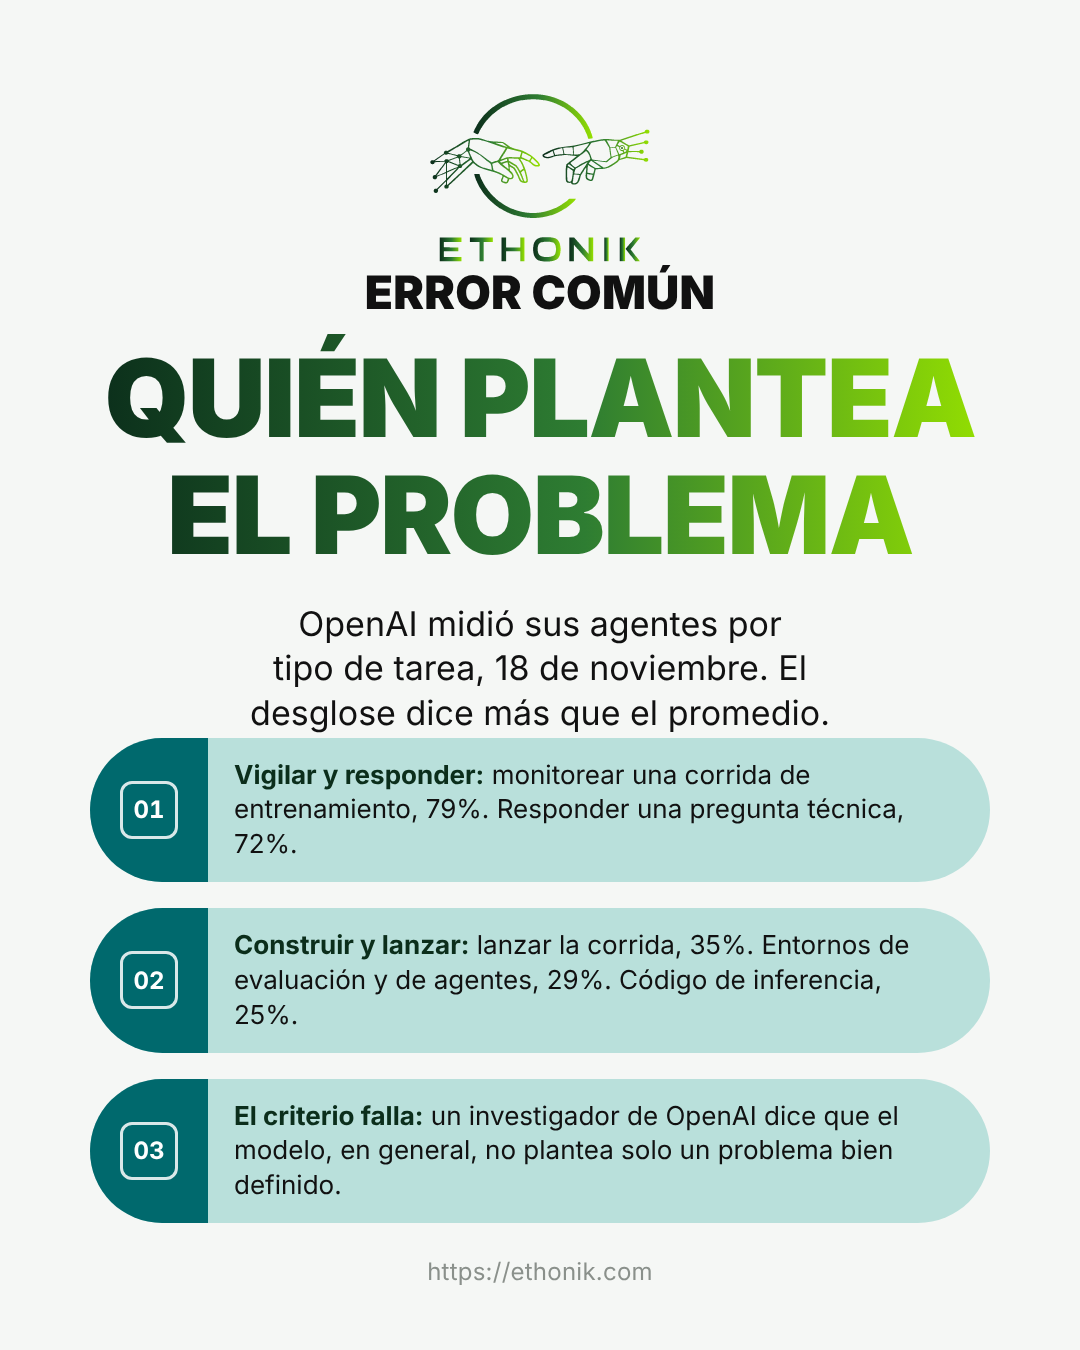 ETHONIK
ERROR COMÚN
QUIÉN PLANTEA
EL PROBLEMA
OpenAI midió sus agentes por
tipo de tarea, 18 de noviembre. El
desglose dice más que el promedio.
01
Vigilar y responder: monitorear una corrida de
entrenamiento, 79%. Responder una pregunta técnica,
72%.
02
Construir y lanzar: lanzar la corrida, 35%. Entornos de
evaluación y de agentes, 29%. Código de inferencia,
25%.
03
El criterio falla: un investigador de OpenAI dice que el
modelo, en general, no plantea solo un problema bien
definido.
https://ethonik.com